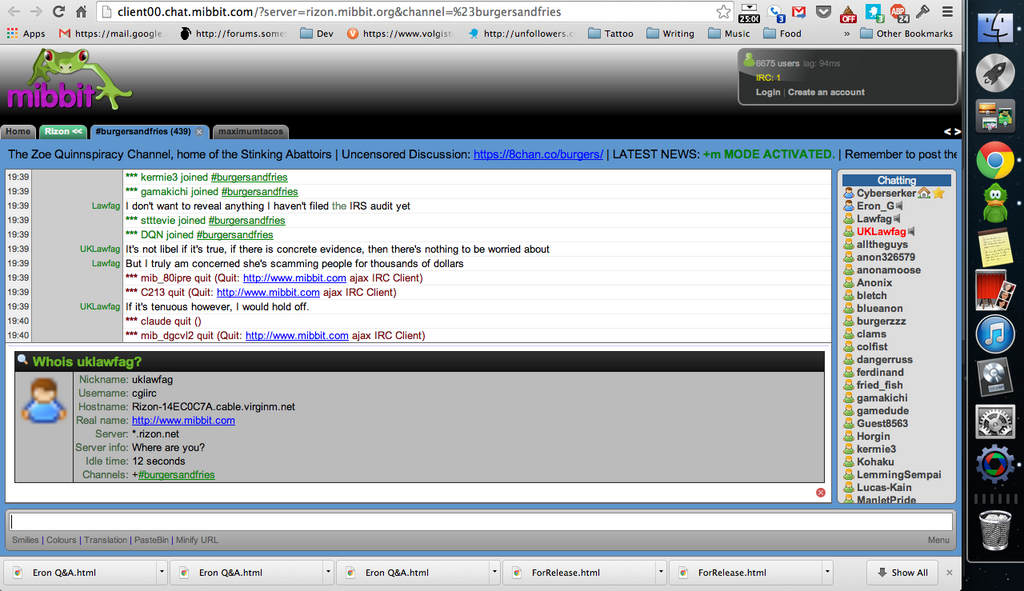 client00.chat.mibbit.com/?server=rizon.mibbit.org&channel=%23burgersandfries
25:00
3
OFF
3
ABP
24
Apps
https://mail.google.
http://forums.some
Dev
https://www.volgist
http://unfollowers.c
Tattoo
Writing
Music
Food
»
Other Bookmarks
mibbit
6675 users lag: 94ms
IRC: 1
Login | Create an account
Home
Rizon <<
#burgersandfries (439)
maximumtacos
< >
The Zoe Quinnspiracy Channel, home of the Stinking Abattoirs | Uncensored Discussion: https://8chan.co/burgers/ | LATEST NEWS: +m MODE ACTIVATED. | Remember to post the
19:39 *** kermie3 joined #burgersandfries
19:39 *** gamakichi joined #burgersandfries
19:39 Lawfag I don't want to reveal anything I haven't filed the IRS audit yet
19:39 *** stttevie joined #burgersandfries
19:39 *** DQN joined #burgersandfries
19:39 UKLawfag It's not libel if it's true, if there is concrete evidence, then there's nothing to be worried about
19:39 Lawfag But I truly am concerned she's scamming people for thousands of dollars
19:39 *** mib_80ipre quit (Quit: http://www.mibbit.com ajax IRC Client)
19:39 *** C213 quit (Quit: http://www.mibbit.com ajax IRC Client)
19:39 UKLawfag If it's tenuous however, I would hold off.
19:40 *** claude quit ()
19:40 *** mib_dgcvl2 quit (Quit: http://www.mibbit.com ajax IRC Client)
Whois uklawfag?
Nickname: uklawfag
Username: cgiirc
Hostname: Rizon-14EC0C7A.cable.virginm.net
Real name: http://www.mibbit.com
Server: *.rizon.net
Server info: Where are you?
Idle time: 12 seconds
Channels: +#burgersandfries
Chatting
Cyberserker
Eron_G
Lawfag
UKLawfag
alltheguys
anon326579
anonamoose
Anonix
bletch
blueanon
burgerzzz
clams
colfist
dangerruss
ferdinand
fried_fish
gamakichi
gamedude
Guest8563
Horgin
kermie3
Kohaku
LemmingSempai
Lucas-Kain
ManletPride
Smilies | Colours | Translation | PasteBin | Minify URL
Menu
Eron Q&A.html
Eron Q&A.html
Eron Q&A.html
ForRelease.html
ForRelease.html
Show All